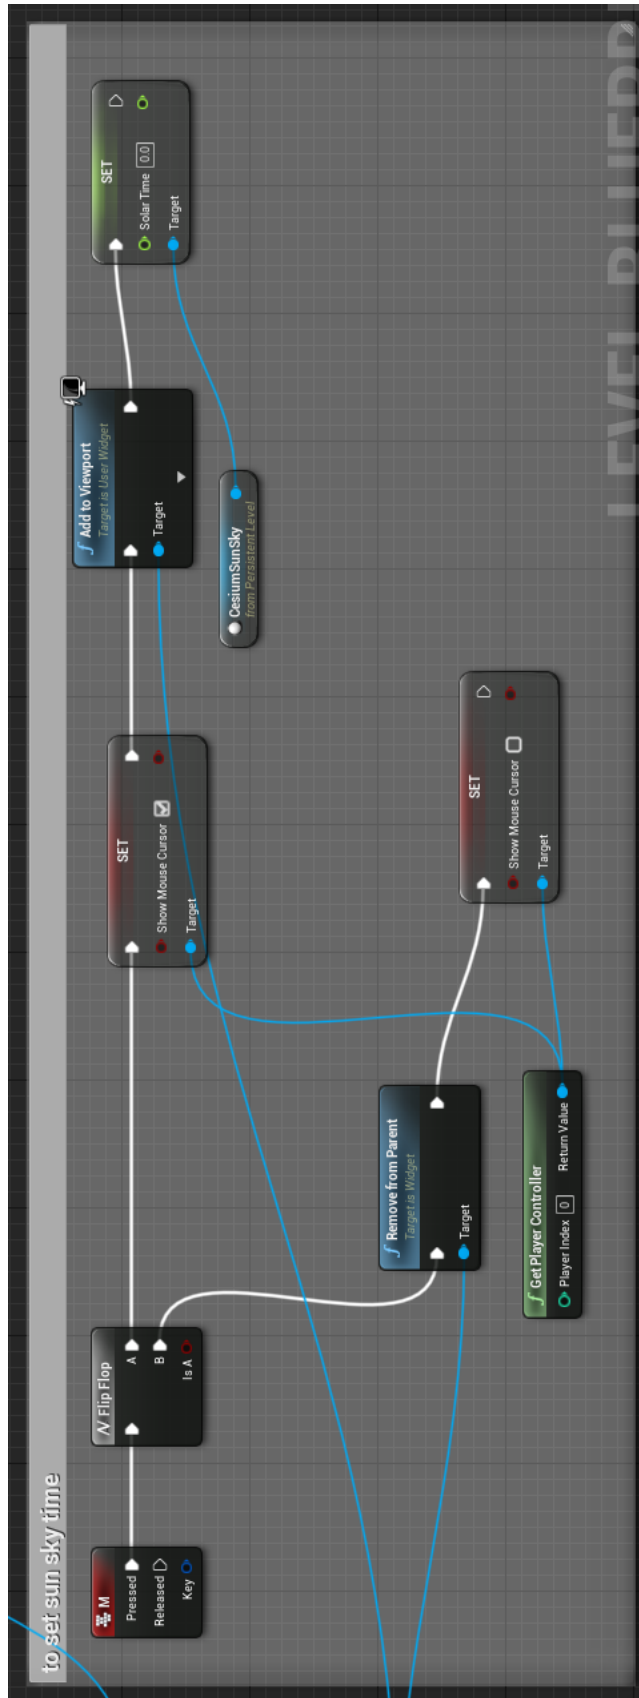 to set sun sky time
M
Pressed
Released
Key
Flip Flop
A
B
Is A
SET
Show Mouse Cursor
Target
Add to Viewport
Target is User Widget
Target
SET
Solar Time 0.0
Target
CesiumSunSky
from Persistent Level
Remove from Parent
Target is Widget
Target
SET
Show Mouse Cursor
Target
Get Player Controller
Player Index 0
Return Value